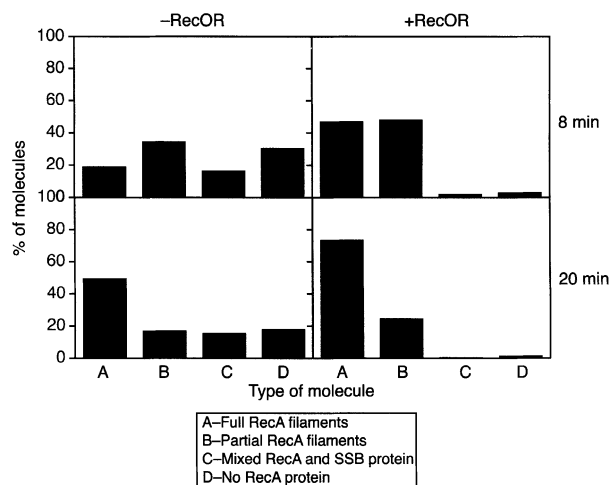 –RecOR
+RecOR
100
80
60
40
20
100
80
60
40
20
0
% of molecules
8 min
20 min
A B C D A B C D
Type of molecule
A–Full RecA filaments
B–Partial RecA filaments
C–Mixed RecA and SSB protein
D–No RecA protein